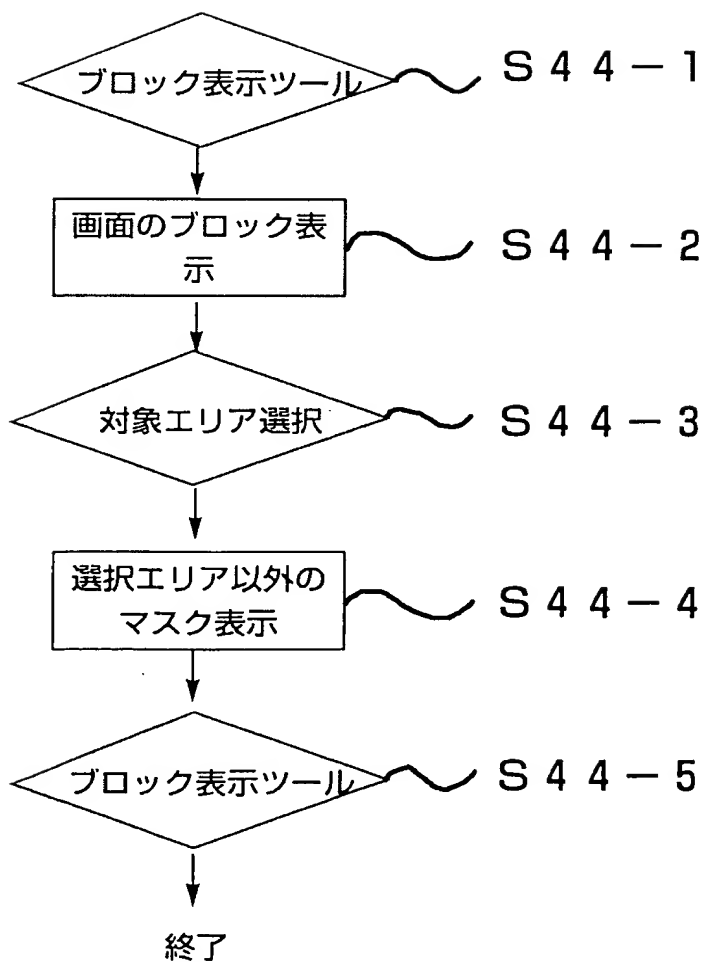 ブロック表示ツール S44-1
画面のブロック表
示
S44-2
対象エリア選択 S44-3
選択エリア以外の
マスク表示
S44-4
ブロック表示ツール S44-5
終了